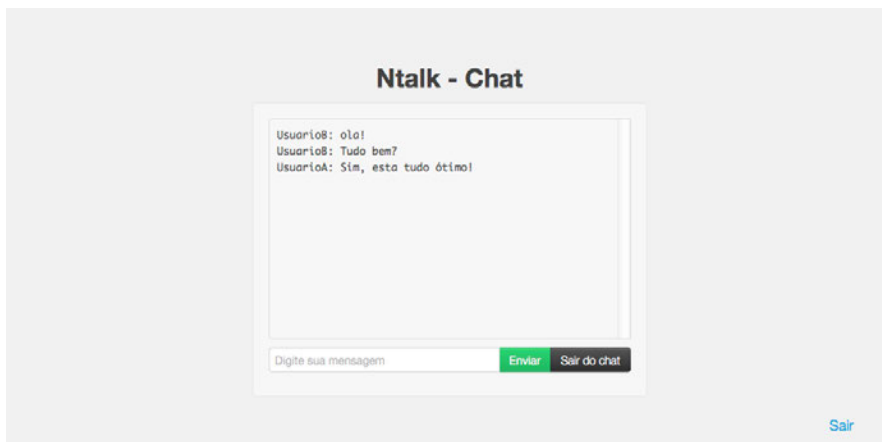 Ntalk - Chat
UsuarioB: ola!
UsuarioB: Tudo bem?
UsuarioA: Sim, esta tudo ótimo!
Digite sua mensagem
Enviar
Sair do chat
Sair